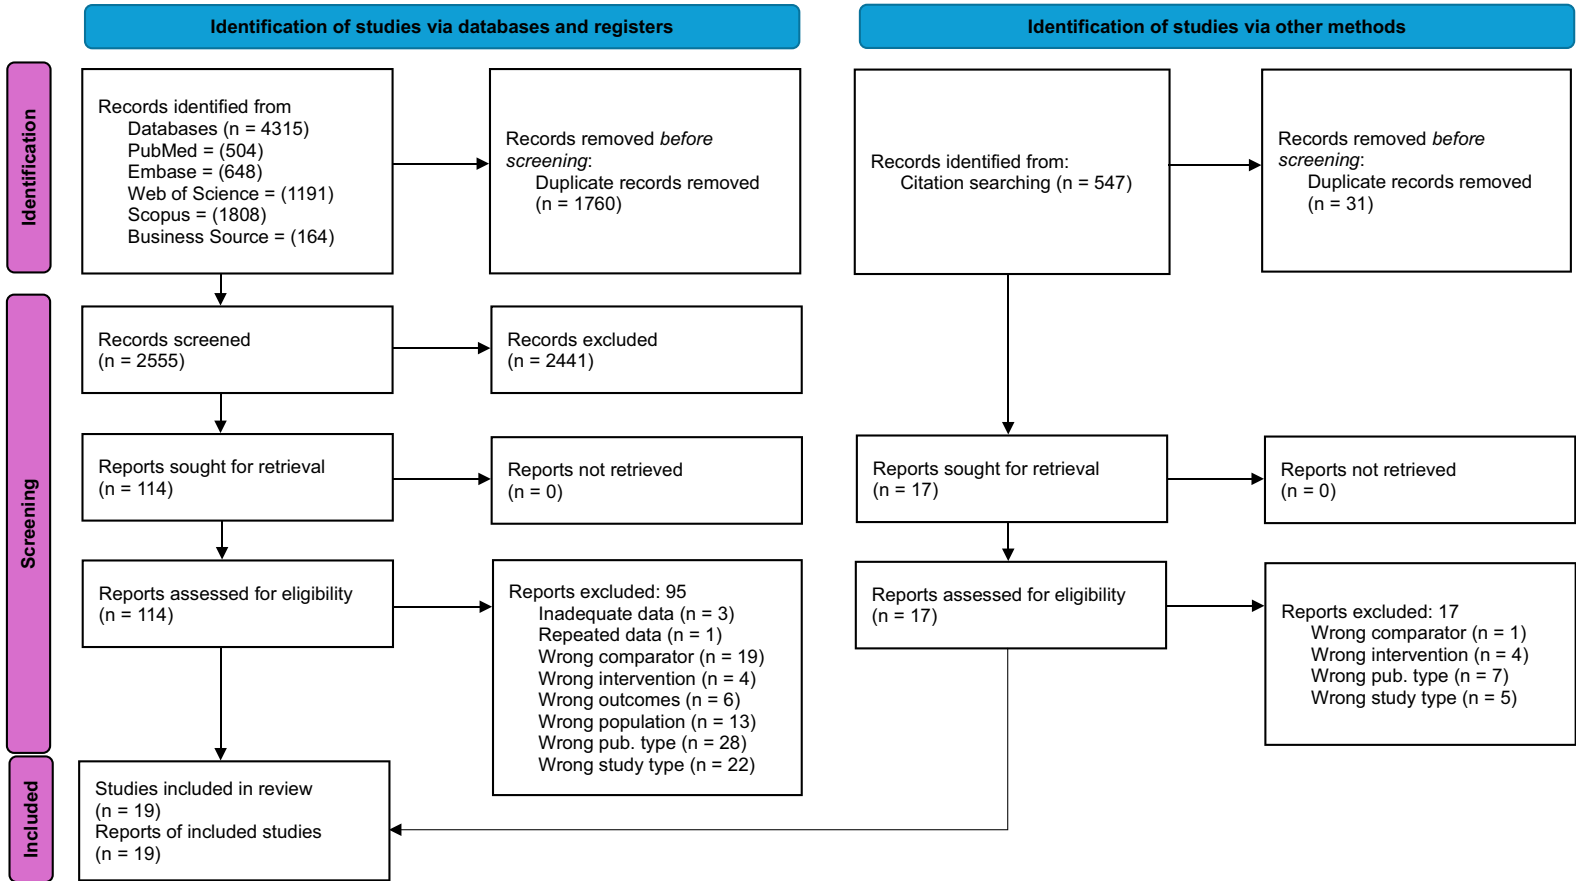 Identification of studies via databases and registers
Identification of studies via other methods
Identification
Records identified from
Databases (n = 4315)
PubMed = (504)
Embase = (648)
Web of Science = (1191)
Scopus = (1808)
Business Source = (164)
Records removed before
screening:
Duplicate records removed
(n = 1760)
Records identified from:
Citation searching (n = 547)
Records removed before
screening:
Duplicate records removed
(n = 31)
Screening
Records screened
(n = 2555)
Records excluded
(n = 2441)
Reports sought for retrieval
(n = 114)
Reports not retrieved
(n = 0)
Reports sought for retrieval
(n = 17)
Reports not retrieved
(n = 0)
Reports assessed for eligibility
(n = 114)
Reports excluded: 95
Inadequate data (n = 3)
Repeated data (n = 1)
Wrong comparator (n = 19)
Wrong intervention (n = 4)
Wrong outcomes (n = 6)
Wrong population (n = 13)
Wrong pub. type (n = 28)
Wrong study type (n = 22)
Reports assessed for eligibility
(n = 17)
Reports excluded: 17
Wrong comparator (n = 1)
Wrong intervention (n = 4)
Wrong pub. type (n = 7)
Wrong study type (n = 5)
Included
Studies included in review
(n = 19)
Reports of included studies
(n = 19)